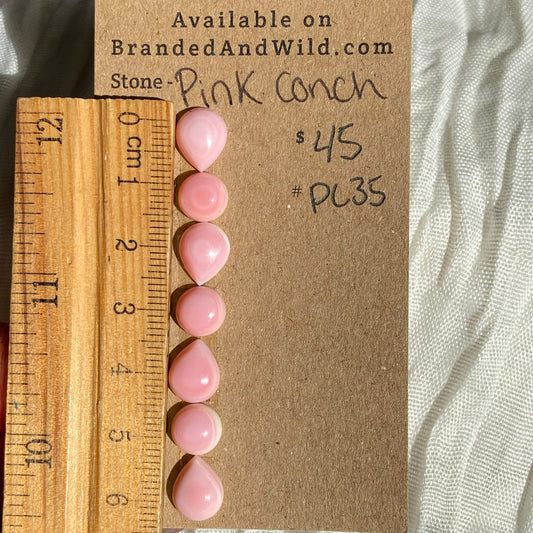 Available on
BrandedAndWild.com
Stone - Pink Conch
$ 45
# PC35
0 cm
1
2
3
4
5
6
12
11
10